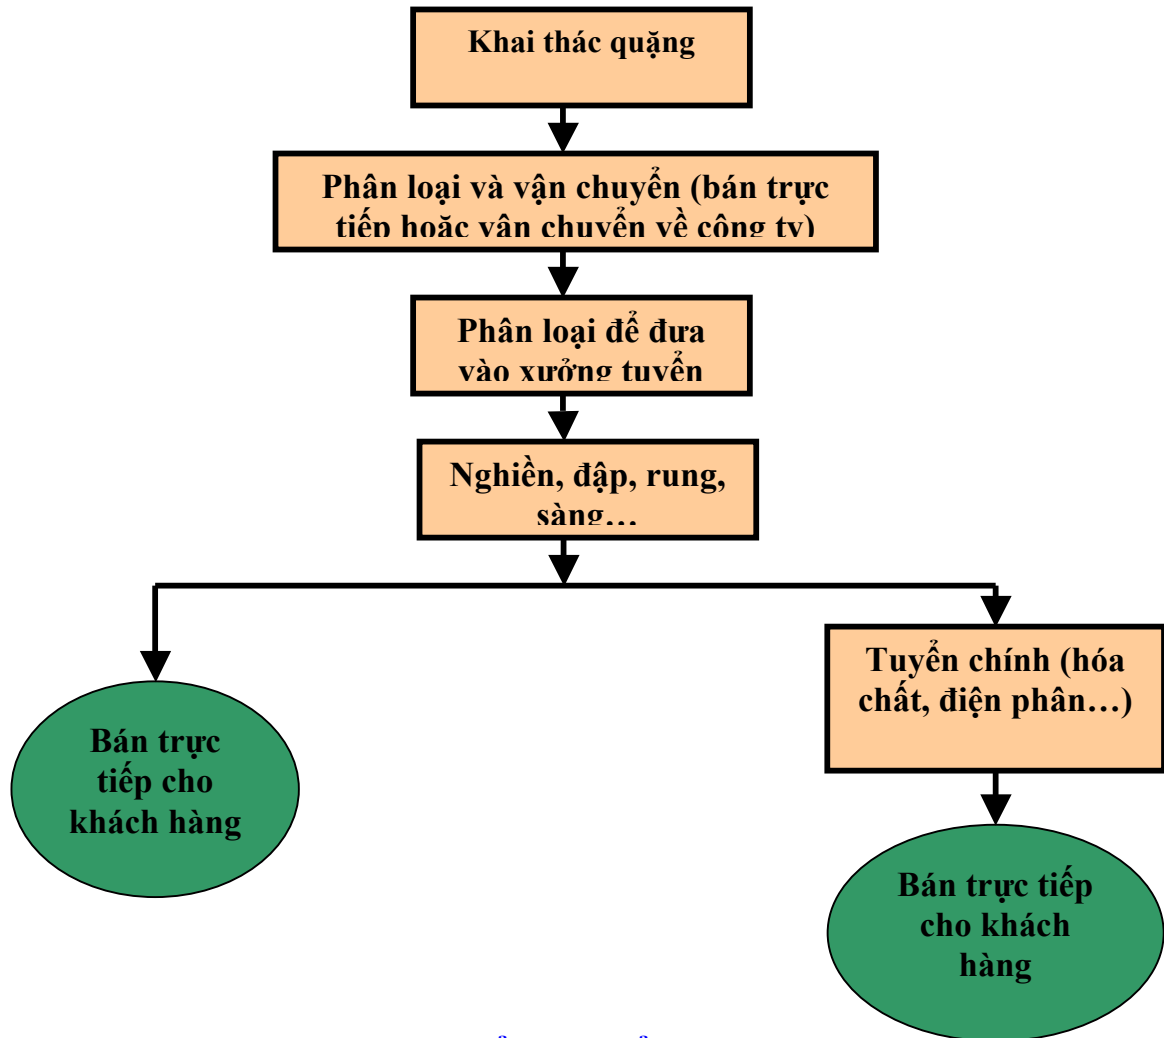 Khai thác quặng
Phân loại và vận chuyển (bán trực
tiếp hoặc vận chuyển về công ty)
Phân loại để đưa
vào xưởng tuyển
Nghiền, đập, rung,
sàng…
Tuyển chính (hóa
chất, điện phân…)
Bán trực
tiếp cho
khách hàng
Bán trực tiếp
cho khách
hàng